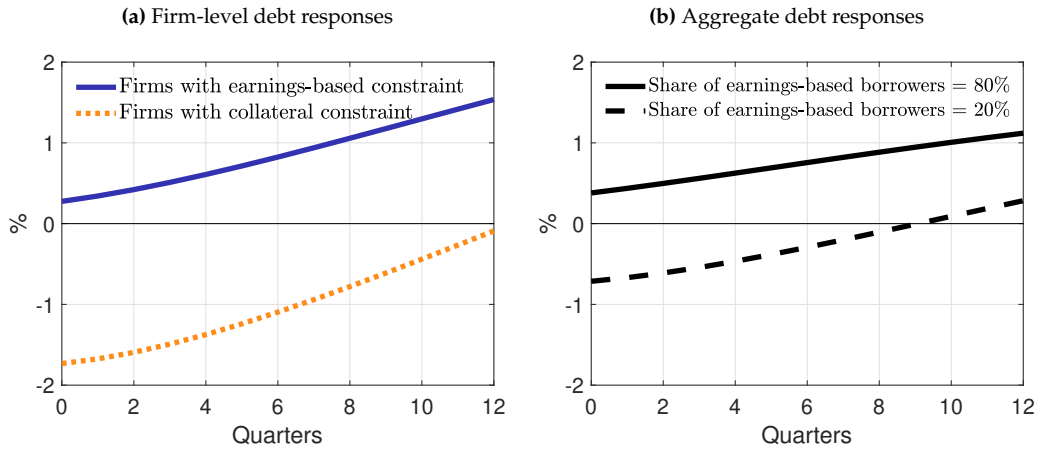 (a) Firm-level debt responses
2
Firms with earnings-based constraint
Firms with collateral constraint
1
0
-1
-2
%
0 2 4 6 8 10 12
Quarters
(b) Aggregate debt responses
2
Share of earnings-based borrowers = 80%
Share of earnings-based borrowers = 20%
1
0
-1
-2
%
0 2 4 6 8 10 12
Quarters